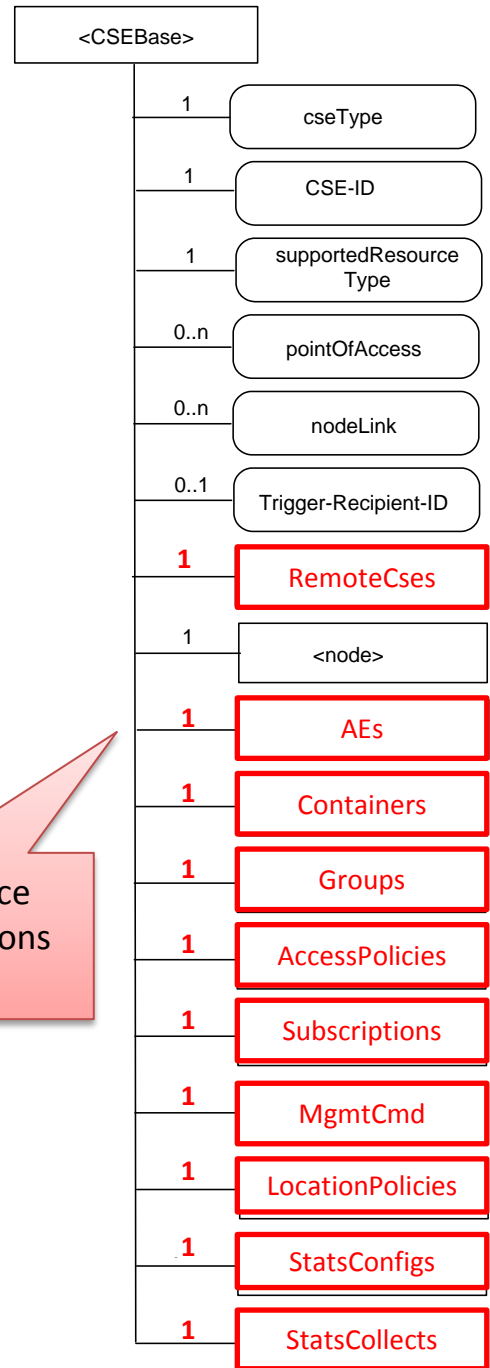 <CSEBase>
1
cseType
1
CSE-ID
1
supportedResource
Type
0..n
pointOfAccess
0..n
nodeLink
0..1
Trigger-Recipient-ID
1
RemoteCses
1
<node>
1
AEs
1
Containers
1
Groups
1
AccessPolicies
1
Subscriptions
1
MgmtCmd
1
LocationPolicies
1
StatsConfigs
1
StatsCollects